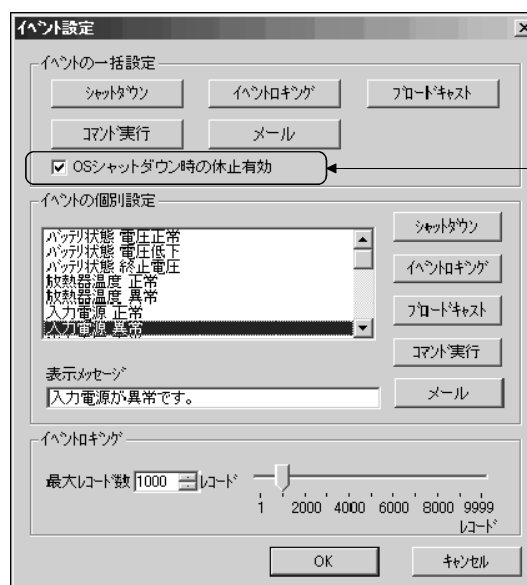 イベント設定
イベントの一括設定
シャットダウン
イベントロギング
ブロードキャスト
コマンド実行
メール
OSシャットダウン時の休止有効
イベントの個別設定
バッテリ状態 電圧正常
バッテリ状態 電圧低下
バッテリ状態 終止電圧
放熱器温度 正常
放熱器温度 異常
入力電源 正常
入力電源 異常
シャットダウン
イベントロギング
ブロードキャスト
コマンド実行
メール
表示メッセージ
入力電源が異常です。
イベントロギング
最大レコード数 1000 レコード
1 2000 4000 6000 8000 9999
レコード
OK
キャンセル